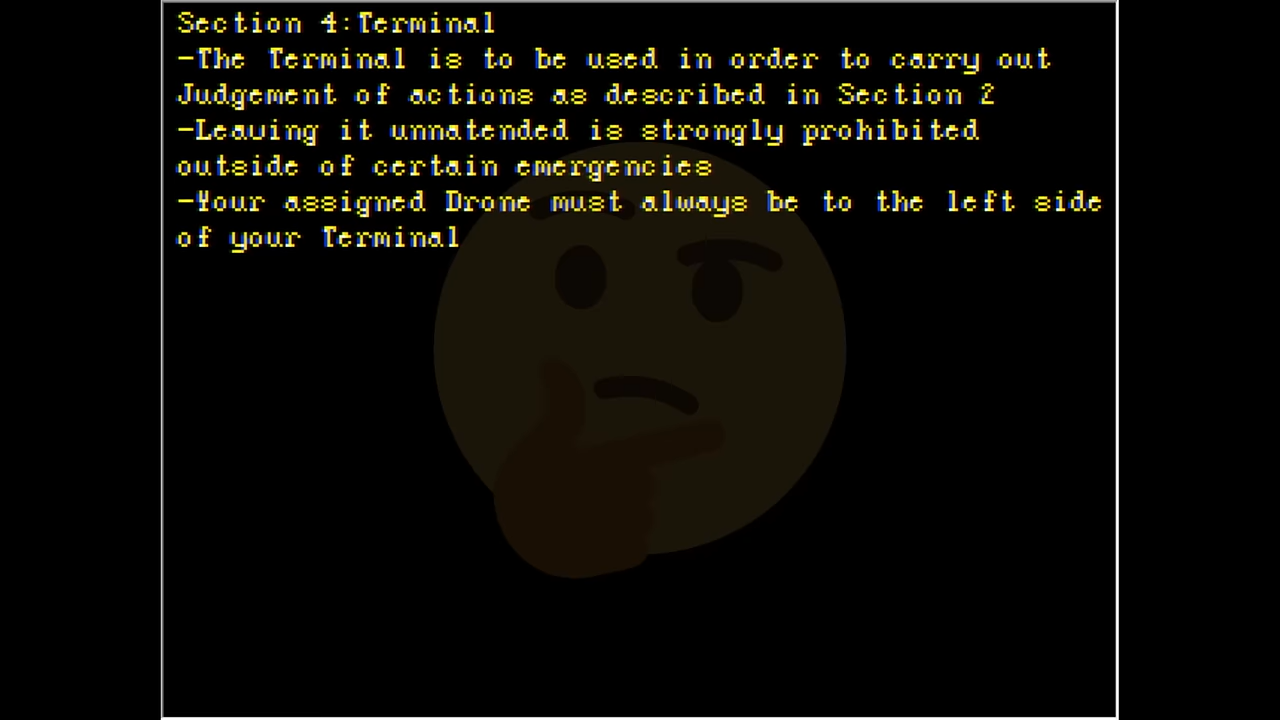 Section 4:Terminal
-The Terminal is to be used in order to carry out
Judgement of actions as described in Section 2
-Leaving it unnatended is strongly prohibited
outside of certain emergencies
-Your assigned Drone must always be to the left side
of your Terminal